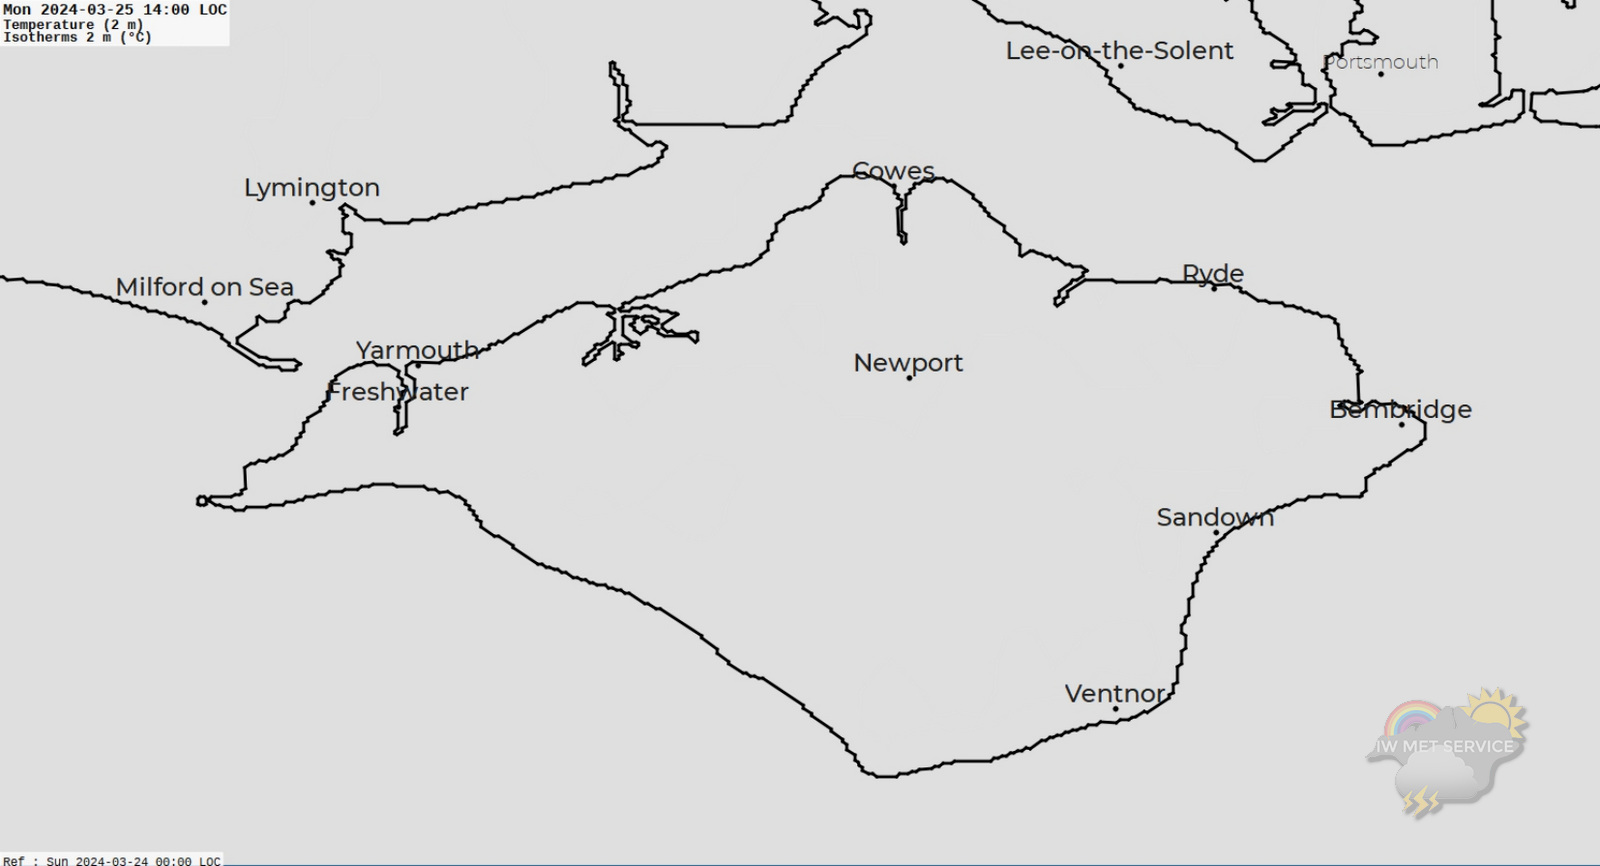 Mon 2024-03-25 14:00 LOC
Temperature (2 m)
Isotherms 2 m (°C)
Lee-on-the-Solent
Portsmouth
Cowes
Lymington
Ryde
Milford on Sea
Yarmouth
Newport
Freshwater
Bembridge
Sandown
Ventnor
IW MET SERVICE
Ref : Sun 2024-03-24 00:00 LOC